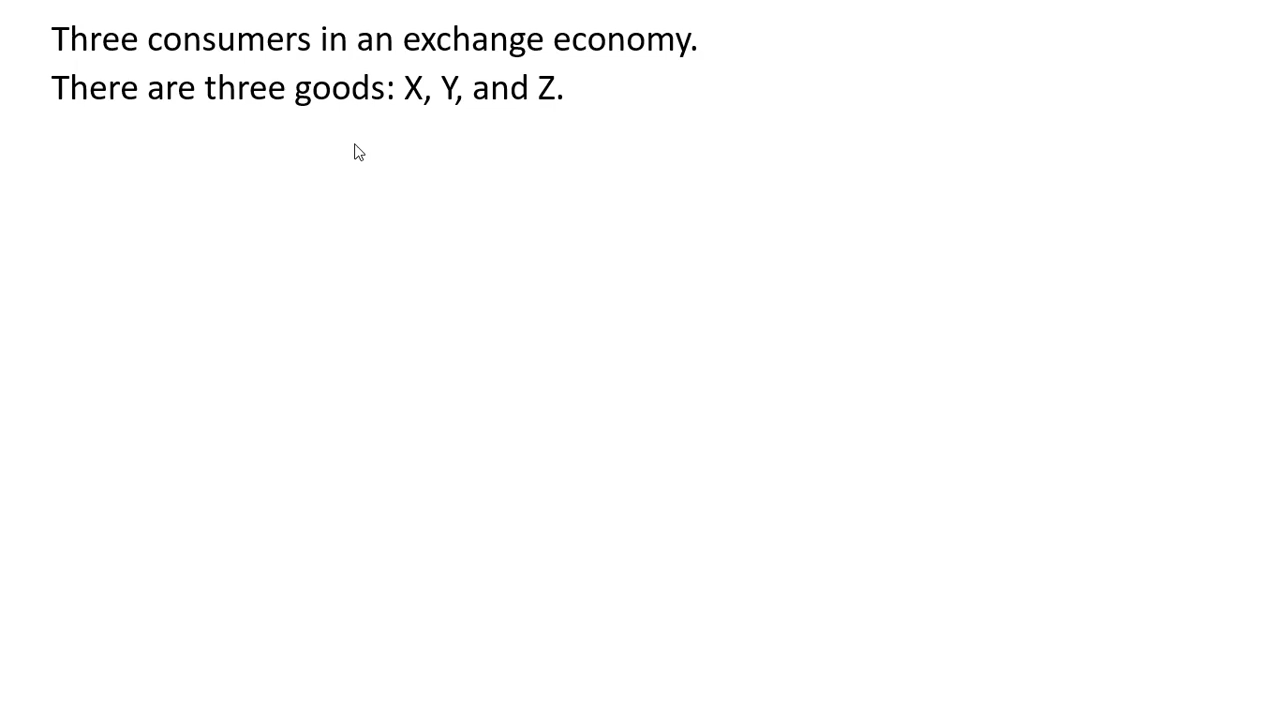 Three consumers in an exchange economy.
There are three goods: X, Y, and Z.